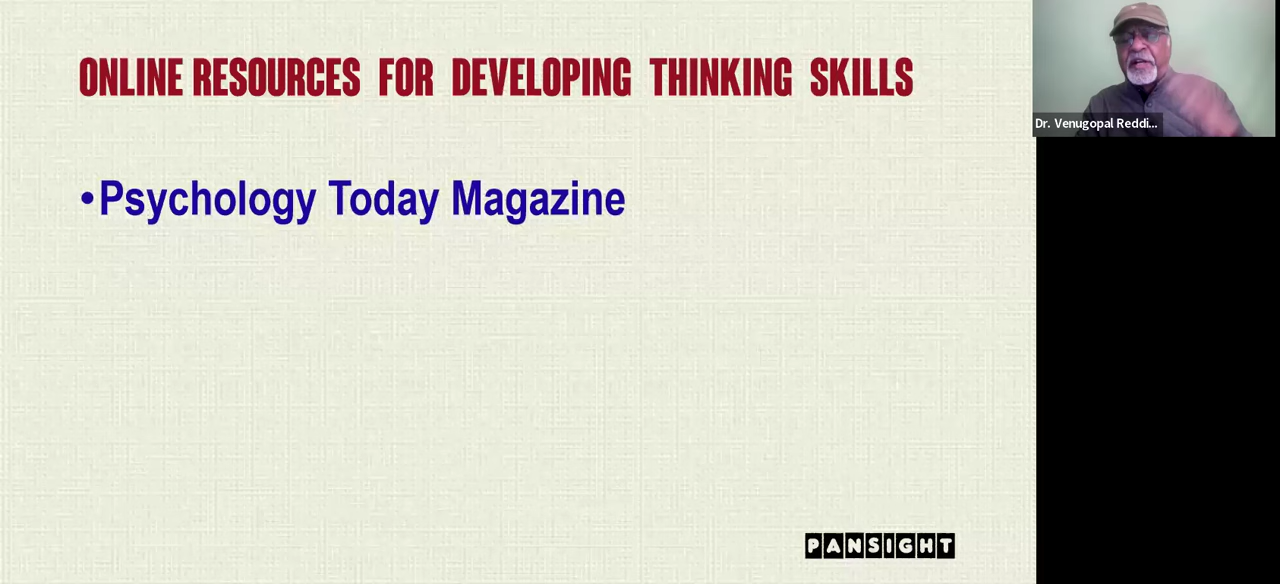 ONLINE RESOURCES FOR DEVELOPING THINKING SKILLS
Dr. Venugopal Reddi...
•Psychology Today Magazine
PANSIGHT